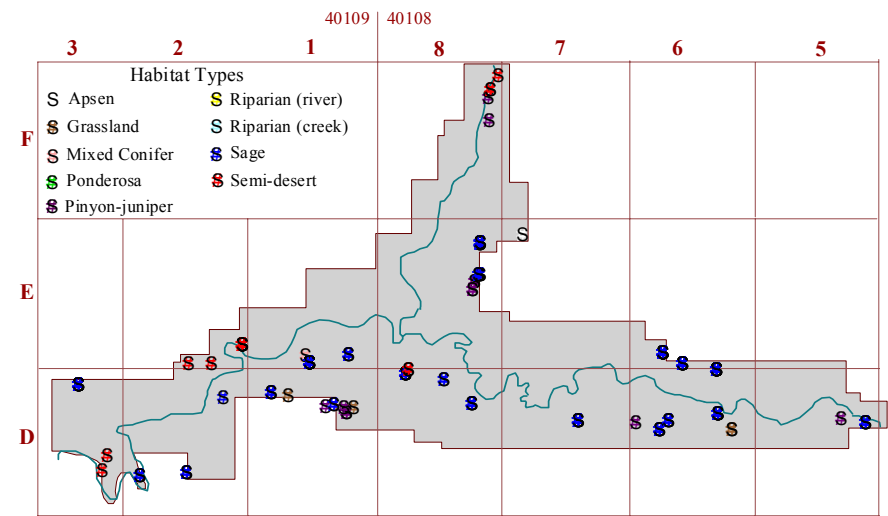 40109 40108
3 2 1 8 7 6 5
Habitat Types
S Apsen S Riparian (river)
S Grassland S Riparian (creek)
F
S Mixed Conifer S Sage
S Ponderosa S Semi-desert
S Pinyon-juniper
E
D